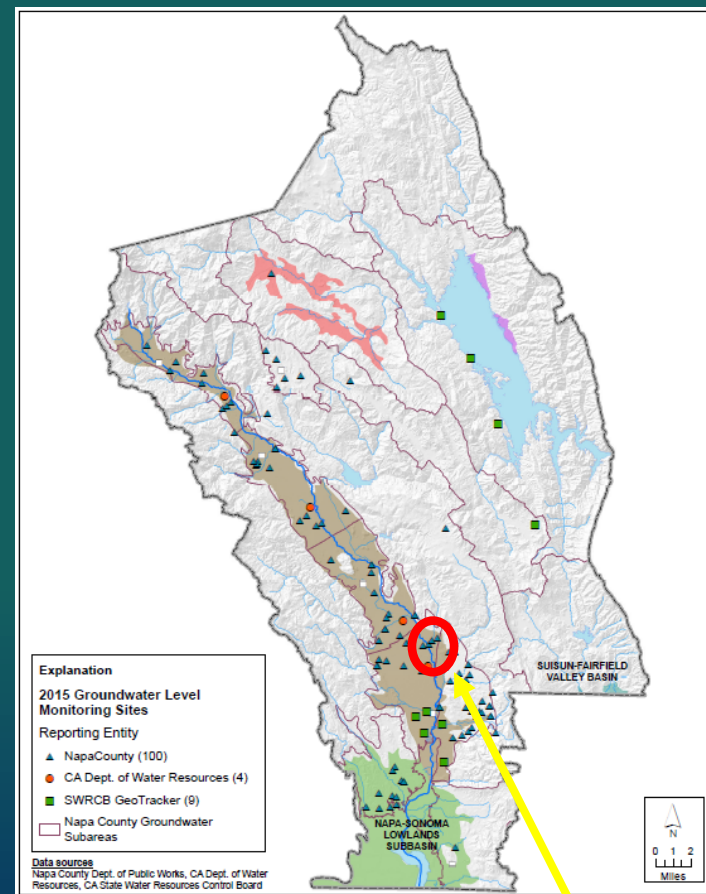 SUISUN-FAIRFIELD
VALLEY BASIN
Explanation
2015 Groundwater Level
Monitoring Sites
Reporting Entity
NapaCounty (100)
CA Dept. of Water Resources (4)
SWRCB GeoTracker (9)
Napa County Groundwater
Subareas
NAPA-SONOMA
LOWLANDS
SUBBASIN
N
0 1 2
Miles
Data sources
Napa County Dept. of Public Works, CA Dept. of Water
Resources, CA State Water Resources Control Board